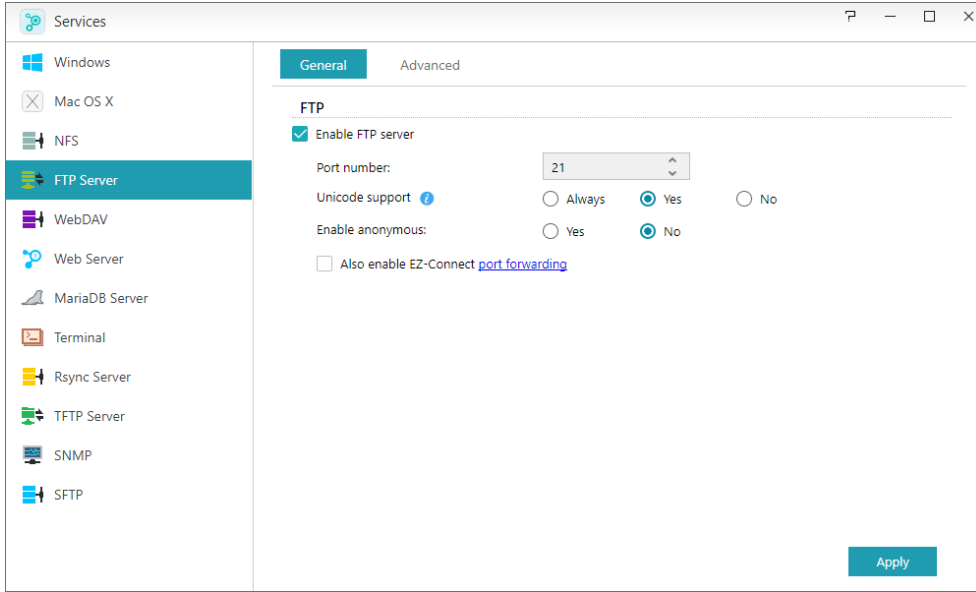 Services
Windows
Mac OS X
NFS
FTP Server
WebDAV
Web Server
MariaDB Server
Terminal
Rsync Server
TFTP Server
SNMP
SFTP
General Advanced
FTP
Enable FTP server
Port number: 21
Unicode support Always Yes No
Enable anonymous: Yes No
Also enable EZ-Connect port forwarding
Apply